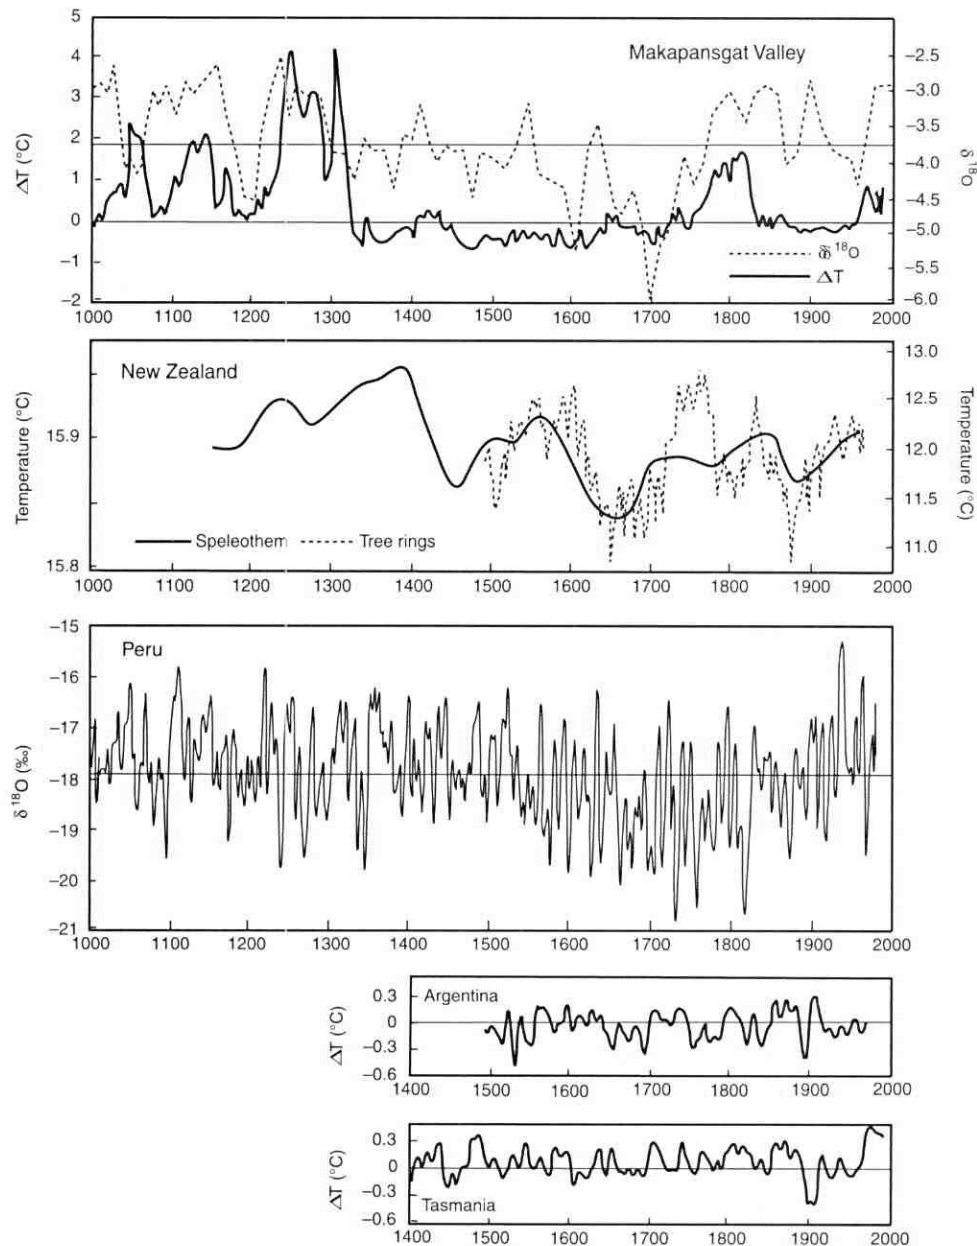 Makapansgat Valley
ΔT (°C)
5
4
3
2
1
0
−1
−2
δ¹⁸O
−2.5
−3.0
−3.5
−4.0
−4.5
−5.0
−5.5
−6.0
δ¹⁸O
ΔT
1000 1100 1200 1300 1400 1500 1600 1700 1800 1900 2000
New Zealand
Temperature (°C)
15.9
15.8
Temperature (°C)
13.0
12.5
12.0
11.5
11.0
Speleothem Tree rings
1000 1100 1200 1300 1400 1500 1600 1700 1800 1900 2000
Peru
δ¹⁸O (‰)
−15
−16
−17
−18
−19
−20
−21
1000 1100 1200 1300 1400 1500 1600 1700 1800 1900 2000
Argentina
ΔT (°C)
0.3
0
−0.3
−0.6
1400 1500 1600 1700 1800 1900 2000
Tasmania
ΔT (°C)
0.3
0
−0.3
−0.6
1400 1500 1600 1700 1800 1900 2000